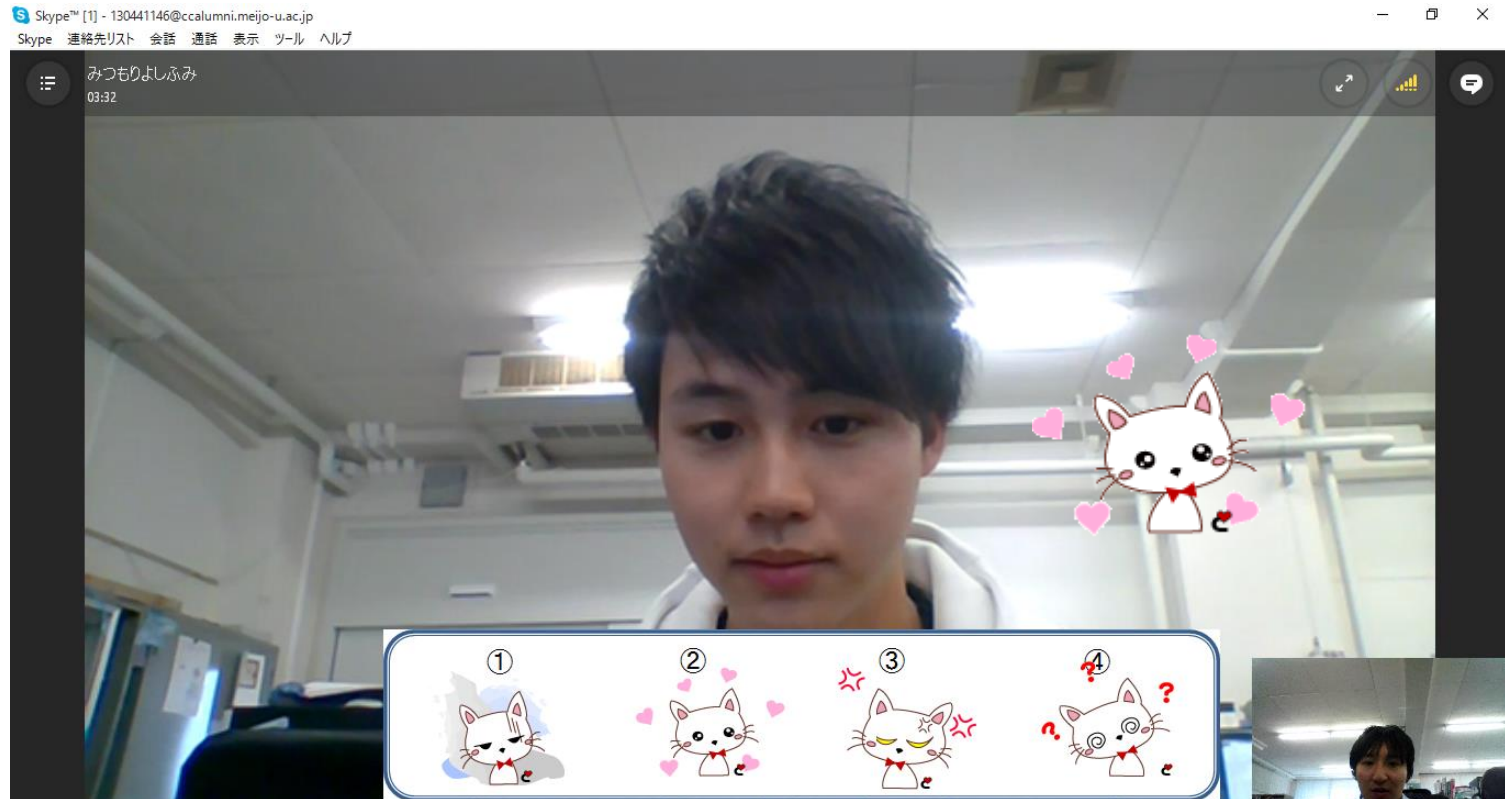 Skype™ [1] - 130441146@ccalumni.meijo-u.ac.jp
Skype 連絡先リスト 会話 通話 表示 ツール ヘルプ
みつもりよしふみ
03:32
① ② ③ ④
? ? ?